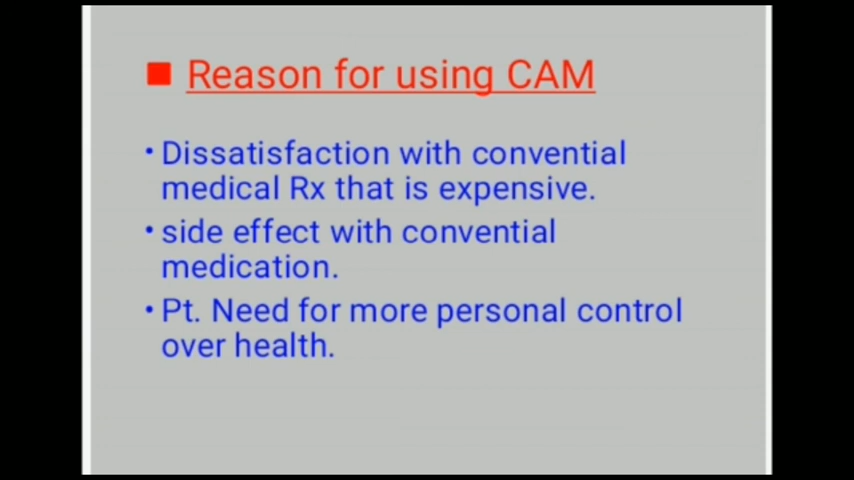 Reason for using CAM
• Dissatisfaction with convential
medical Rx that is expensive.
• side effect with convential
medication.
• Pt. Need for more personal control
over health.